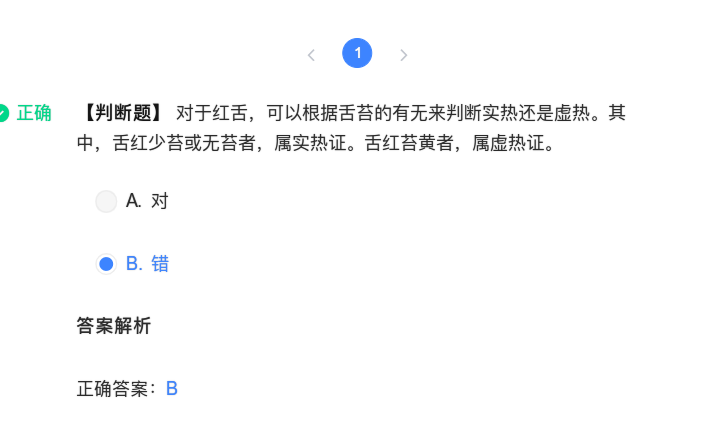 1
正确 【判断题】 对于红舌，可以根据舌苔的有无来判断实热还是虚热。其
中，舌红少苔或无苔者，属实热证。舌红苔黄者，属虚热证。
A. 对
B. 错
答案解析
正确答案：B